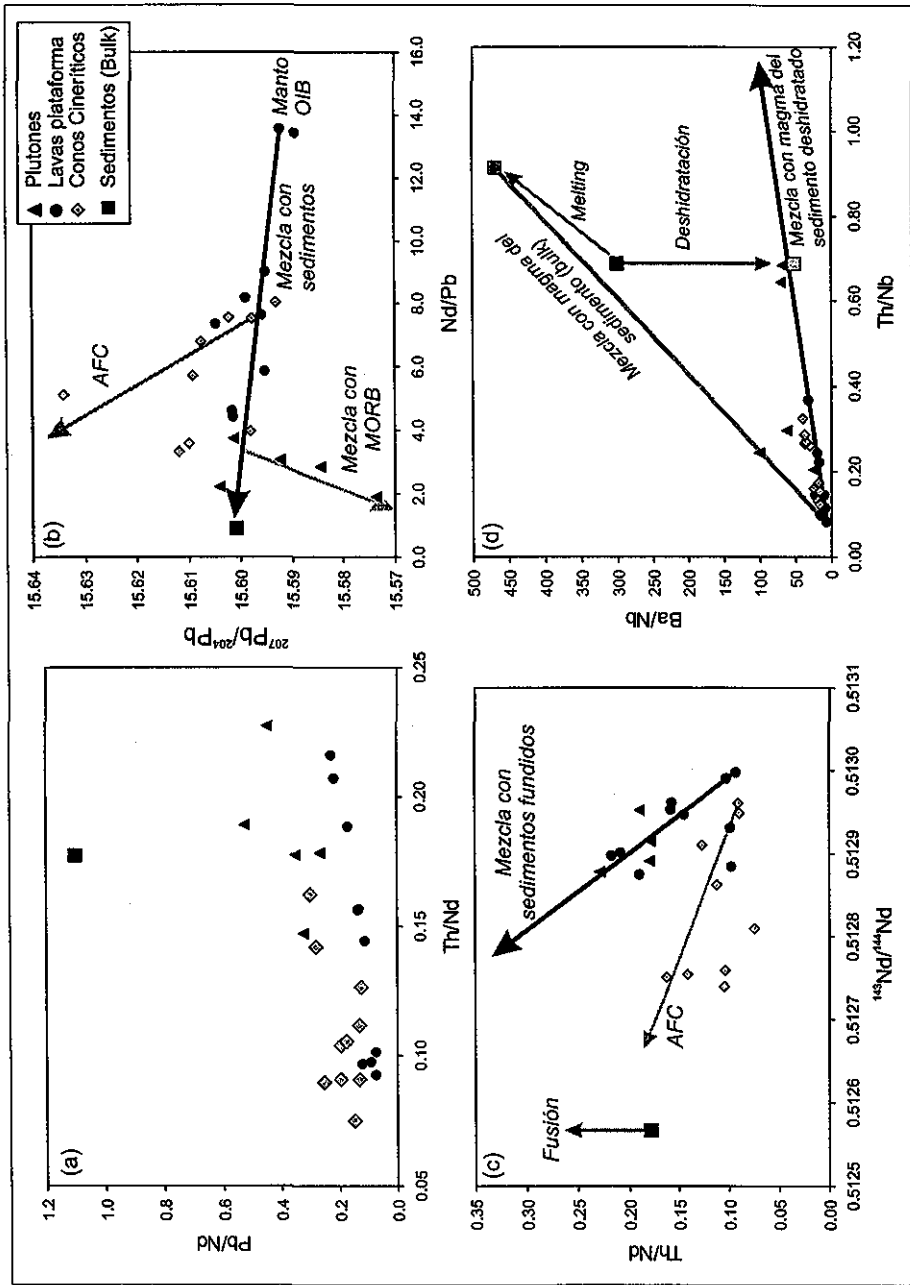 (a)
Pb/Nd
1.2
1.0
0.8
0.6
0.4
0.2
0.0
0.05
0.10
0.15
0.20
0.25
Th/Nd
(b)
Plutones
Lavas plataforma
Conos Cineríticos
Sedimentos (Bulk)
207Pb/204Pb
15.64
15.63
15.62
15.61
15.60
15.59
15.58
15.57
0.0
2.0
4.0
6.0
8.0
10.0
12.0
14.0
16.0
Nd/Pb
AFC
Mezcla con
sedimentos
Manto
OIB
Mezcla con
MORB
(c)
Th/Nd
0.35
0.30
0.25
0.20
0.15
0.10
0.05
0.00
0.5125
0.5126
0.5127
0.5128
0.5129
0.5130
0.5131
143Nd/144Nd
Mezcla con
sedimentos fundidos
AFC
Fusión
(d)
Ba/Nb
500
450
400
350
300
250
200
150
100
50
0
0.00
0.20
0.40
0.60
0.80
1.00
1.20
Th/Nb
Melting
Deshidratación
Mezcla con magma del
sedimento (bulk)
Mezcla con magma del
sedimento deshidratado